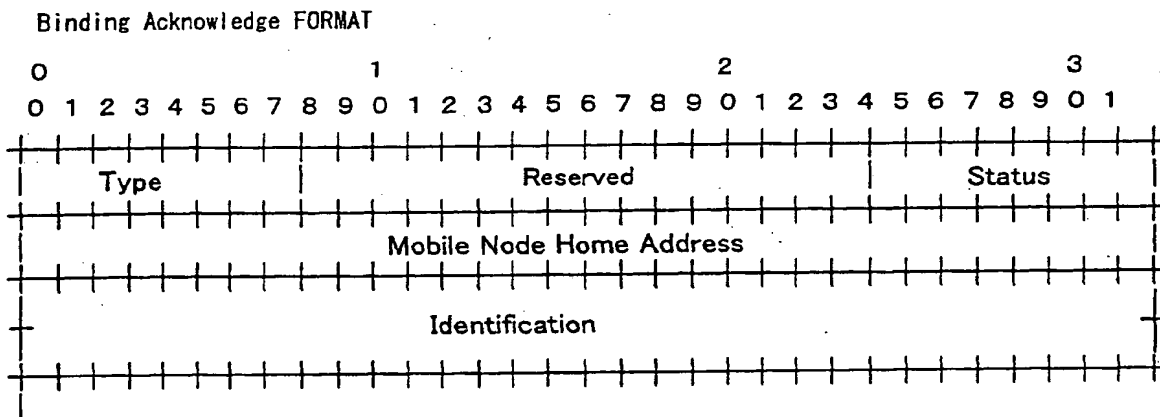 Binding Acknowledge FORMAT
0 1 2 3
0 1 2 3 4 5 6 7 8 9 0 1 2 3 4 5 6 7 8 9 0 1 2 3 4 5 6 7 8 9 0 1
Type Reserved Status
Mobile Node Home Address
Identification